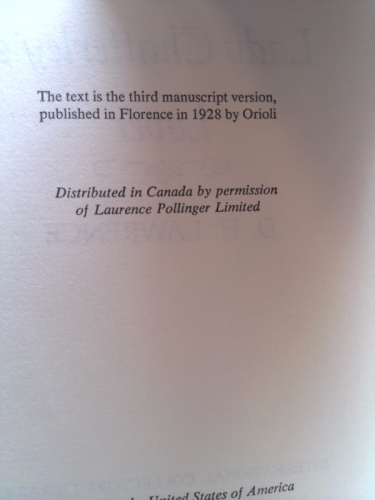 The text is the third manuscript version,
published in Florence in 1928 by Orioli
Distributed in Canada by permission
of Laurence Pollinger Limited
United States of America